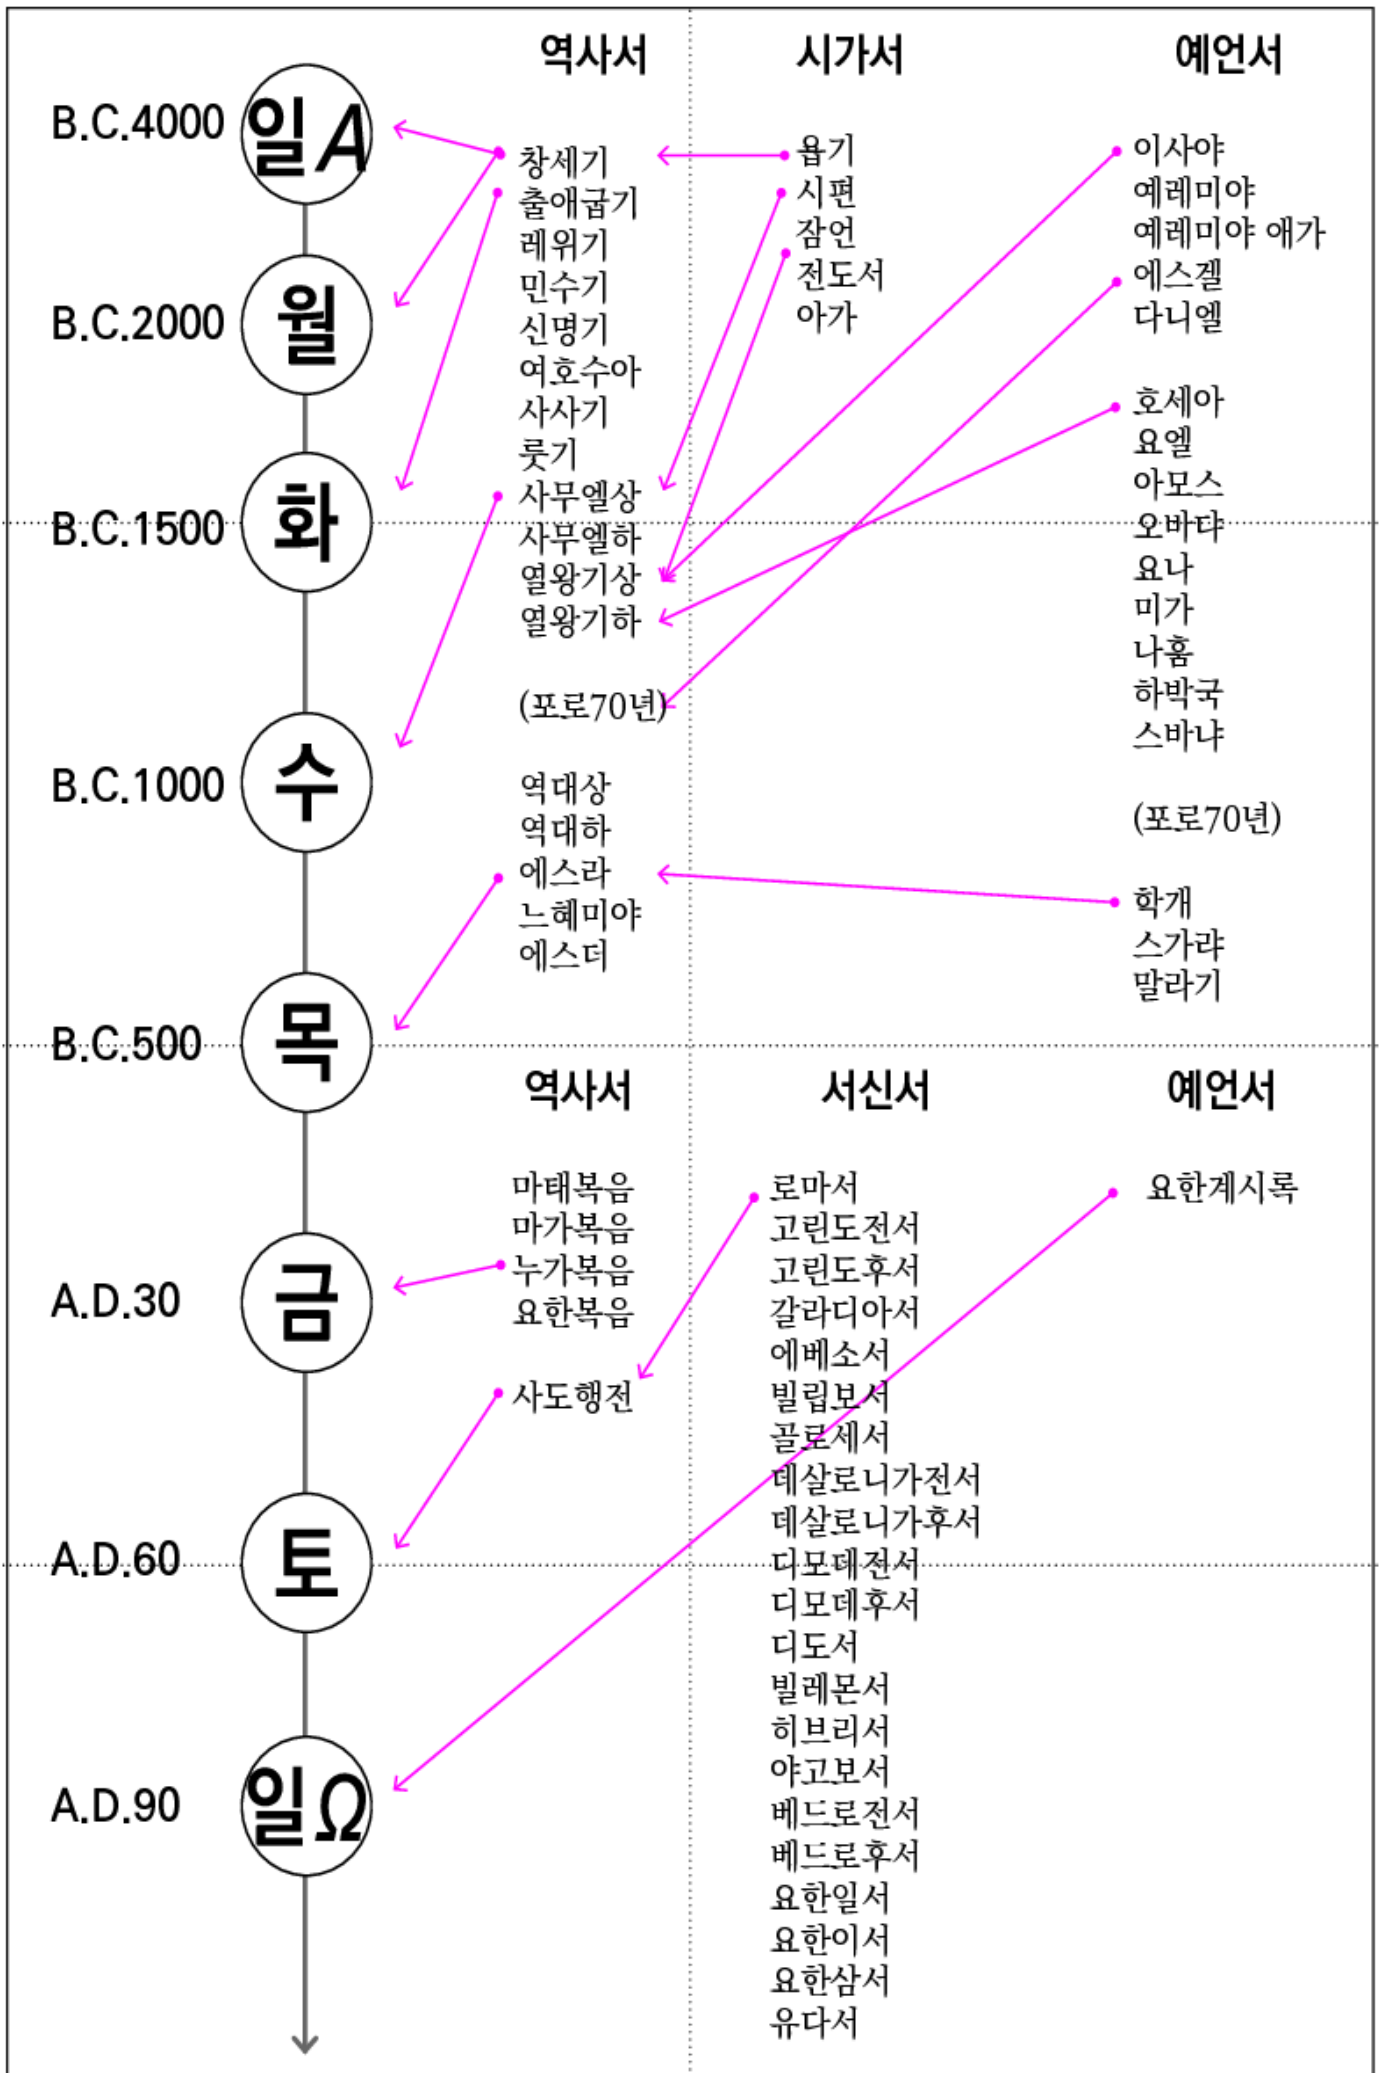 역사서
시가서
예언서
B.C.4000
일A
B.C.2000
월
B.C.1500
화
B.C.1000
수
B.C.500
목
창세기
출애굽기
레위기
민수기
신명기
여호수아
사사기
룻기
사무엘상
사무엘하
열왕기상
열왕기하
(포로70년)
역대상
역대하
에스라
느혜미야
에스더
욥기
시편
잠언
전도서
아가
이사야
예레미야
예레미야 애가
에스겔
다니엘
호세아
요엘
아모스
오바댜
요나
미가
나훔
하박국
스바냐
(포로70년)
학개
스가랴
말라기
역사서
서신서
예언서
A.D.30
금
A.D.60
토
A.D.90
일Ω
마태복음
마가복음
누가복음
요한복음
사도행전
로마서
고린도전서
고린도후서
갈라디아서
에베소서
빌립보서
골로세서
데살로니가전서
데살로니가후서
디모데전서
디모데후서
디도서
빌레몬서
히브리서
야고보서
베드로전서
베드로후서
요한일서
요한이서
요한삼서
유다서
요한계시록